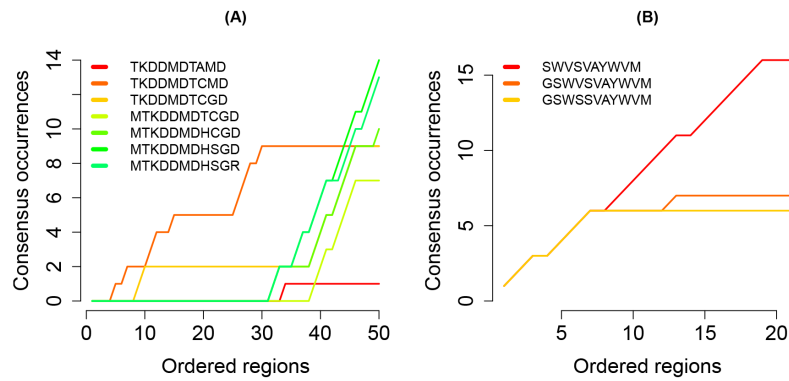 (A)
TKDDMDTAMD
TKDDMDTCMD
TKDDMDTCGD
MTKDDMDTCGD
MTKDDMDHCGD
MTKDDMDHSGD
MTKDDMDHSGR
Consensus occurrences
0 2 4 6 8 10 14
0 10 20 30 40 50
Ordered regions
(B)
SWVSVAYWVM
GSWVSVAYWVM
GSWSSVAYWVM
Consensus occurrences
0 5 10 15
5 10 15 20
Ordered regions